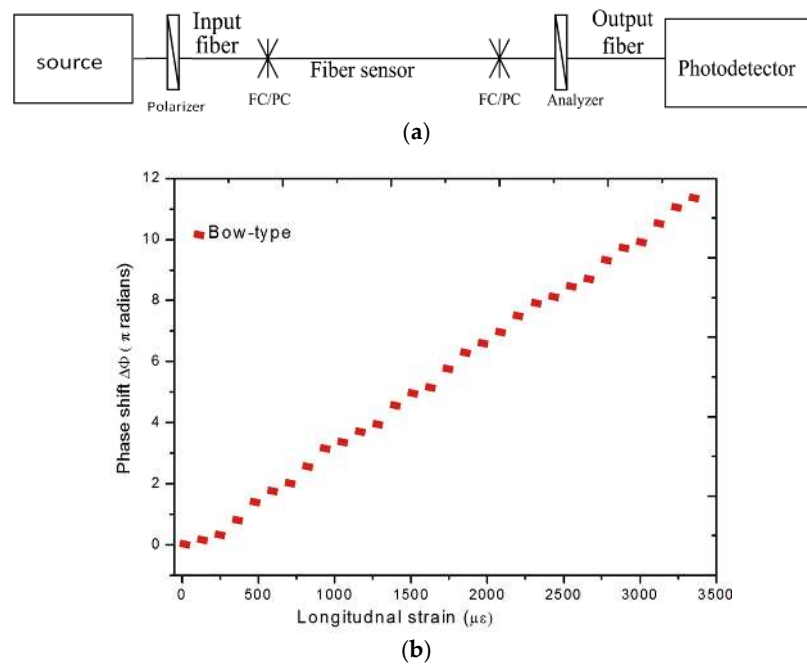 source
Input
fiber
Polarizer
FC/PC
Fiber sensor
FC/PC
Analyzer
Output
fiber
Photodetector
(a)
Phase shift ΔΦ ( π radians)
12
10
8
6
4
2
0
Bow-type
0 500 1000 1500 2000 2500 3000 3500
Longitudnal strain (με)
(b)